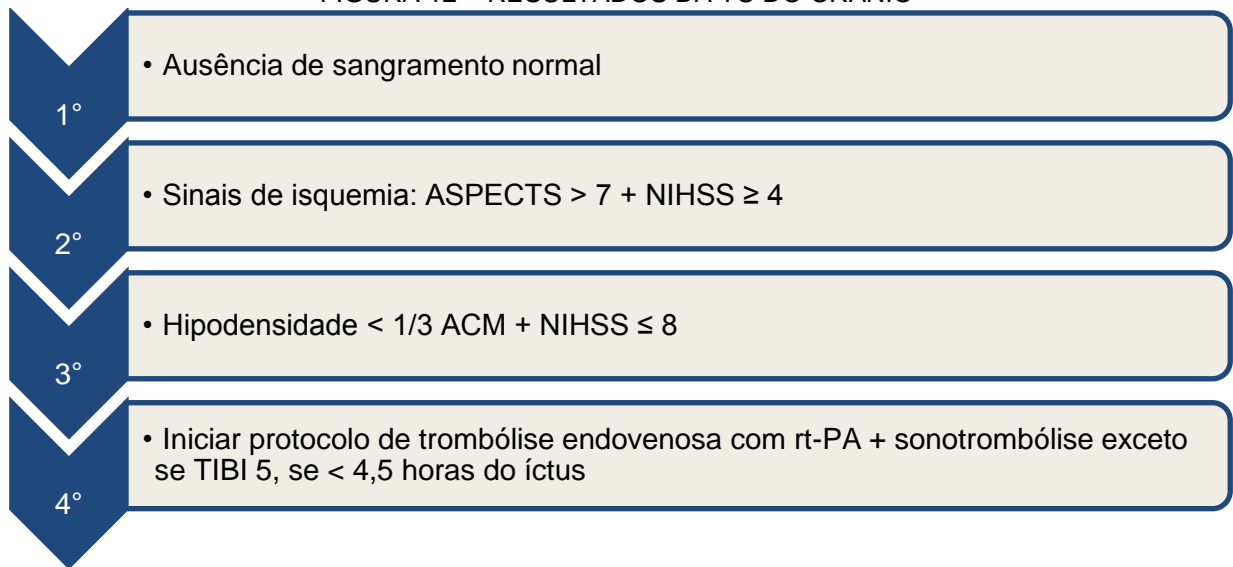 • Ausência de sangramento normal
1°
• Sinais de isquemia: ASPECTS > 7 + NIHSS ≥ 4
2°
• Hipodensidade < 1/3 ACM + NIHSS ≤ 8
3°
• Iniciar protocolo de trombólise endovenosa com rt-PA + sonotrombólise exceto
se TIBI 5, se < 4,5 horas do íctus
4°